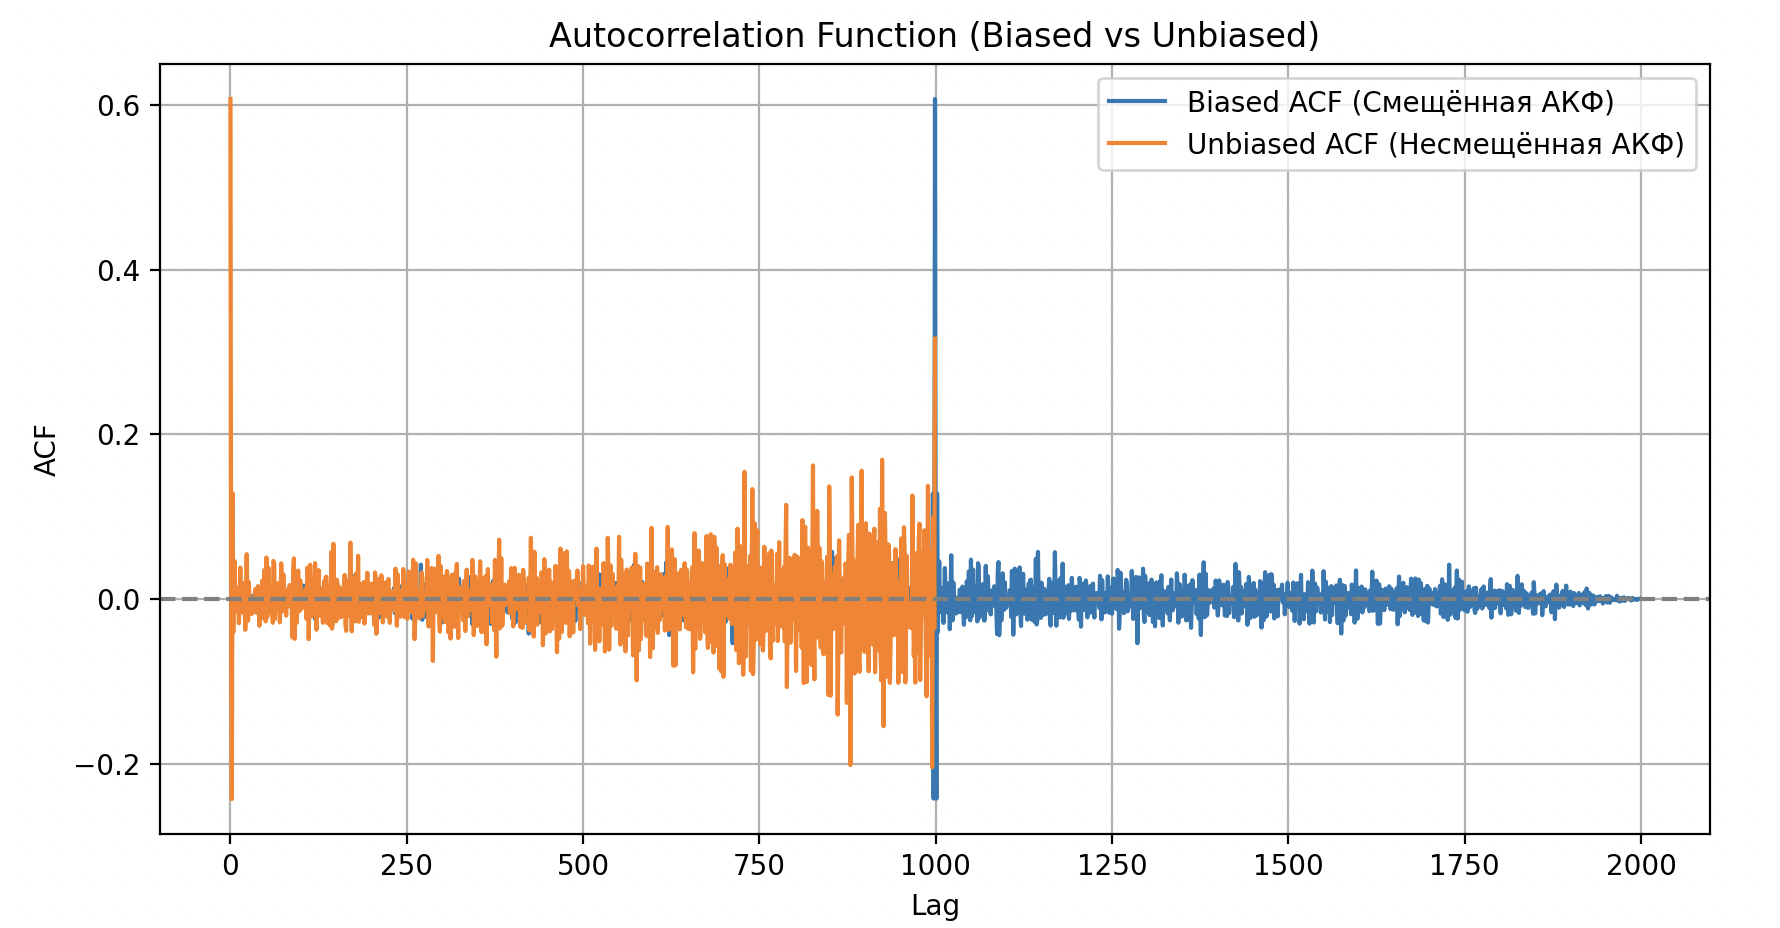 Autocorrelation Function (Biased vs Unbiased)
Biased ACF (Смещённая АКФ)
Unbiased ACF (Несмещённая АКФ)
ACF
0.6
0.4
0.2
0.0
−0.2
0 250 500 750 1000 1250 1500 1750 2000
Lag